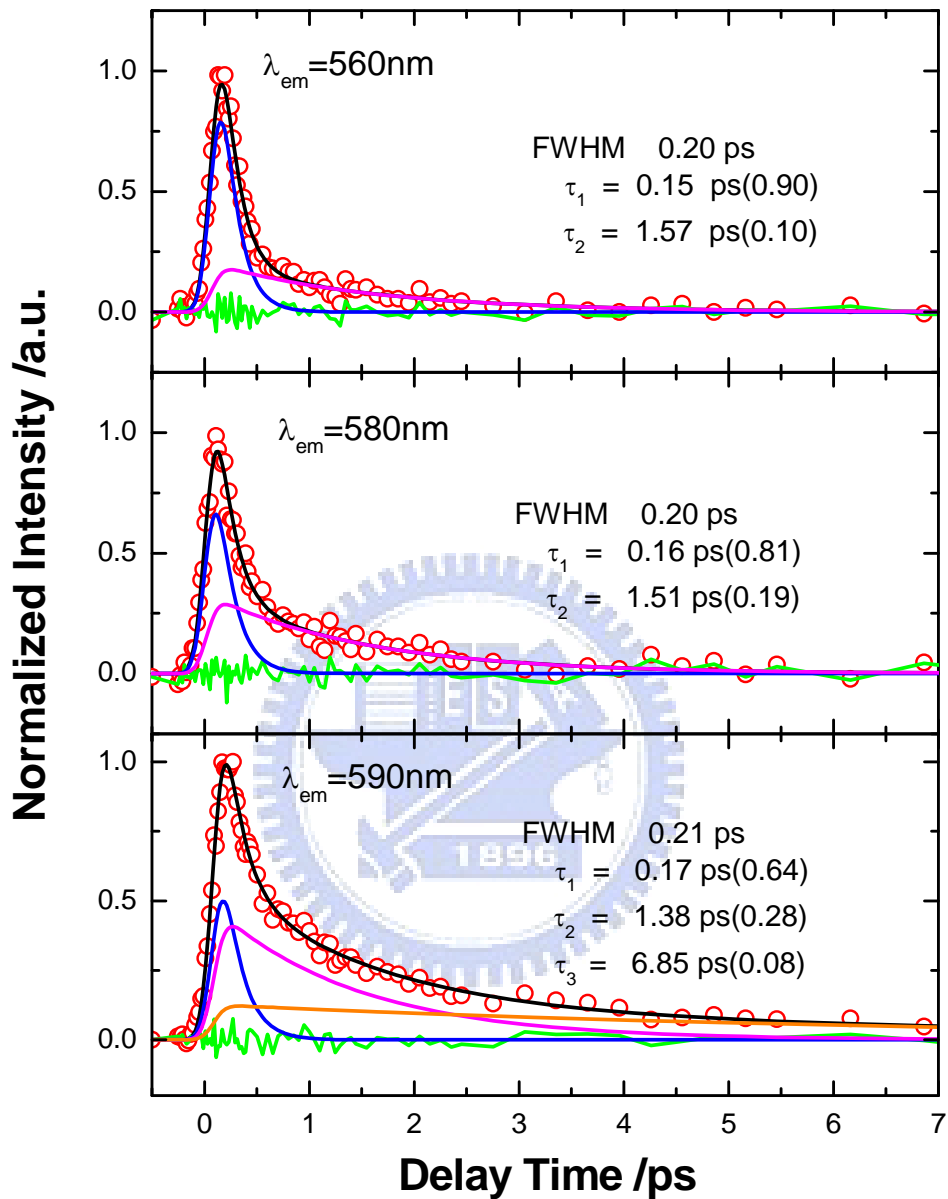 Normalized Intensity /a.u.
1.0
0.5
0.0
λem=560nm
FWHM 0.20 ps
τ1 = 0.15 ps(0.90)
τ2 = 1.57 ps(0.10)
1.0
0.5
0.0
λem=580nm
FWHM 0.20 ps
τ1 = 0.16 ps(0.81)
τ2 = 1.51 ps(0.19)
E S
1.0
0.5
0.0
λem=590nm
FWHM 0.21 ps
τ1 = 0.17 ps(0.64)
τ2 = 1.38 ps(0.28)
τ3 = 6.85 ps(0.08)
1896
0 1 2 3 4 5 6 7
Delay Time /ps